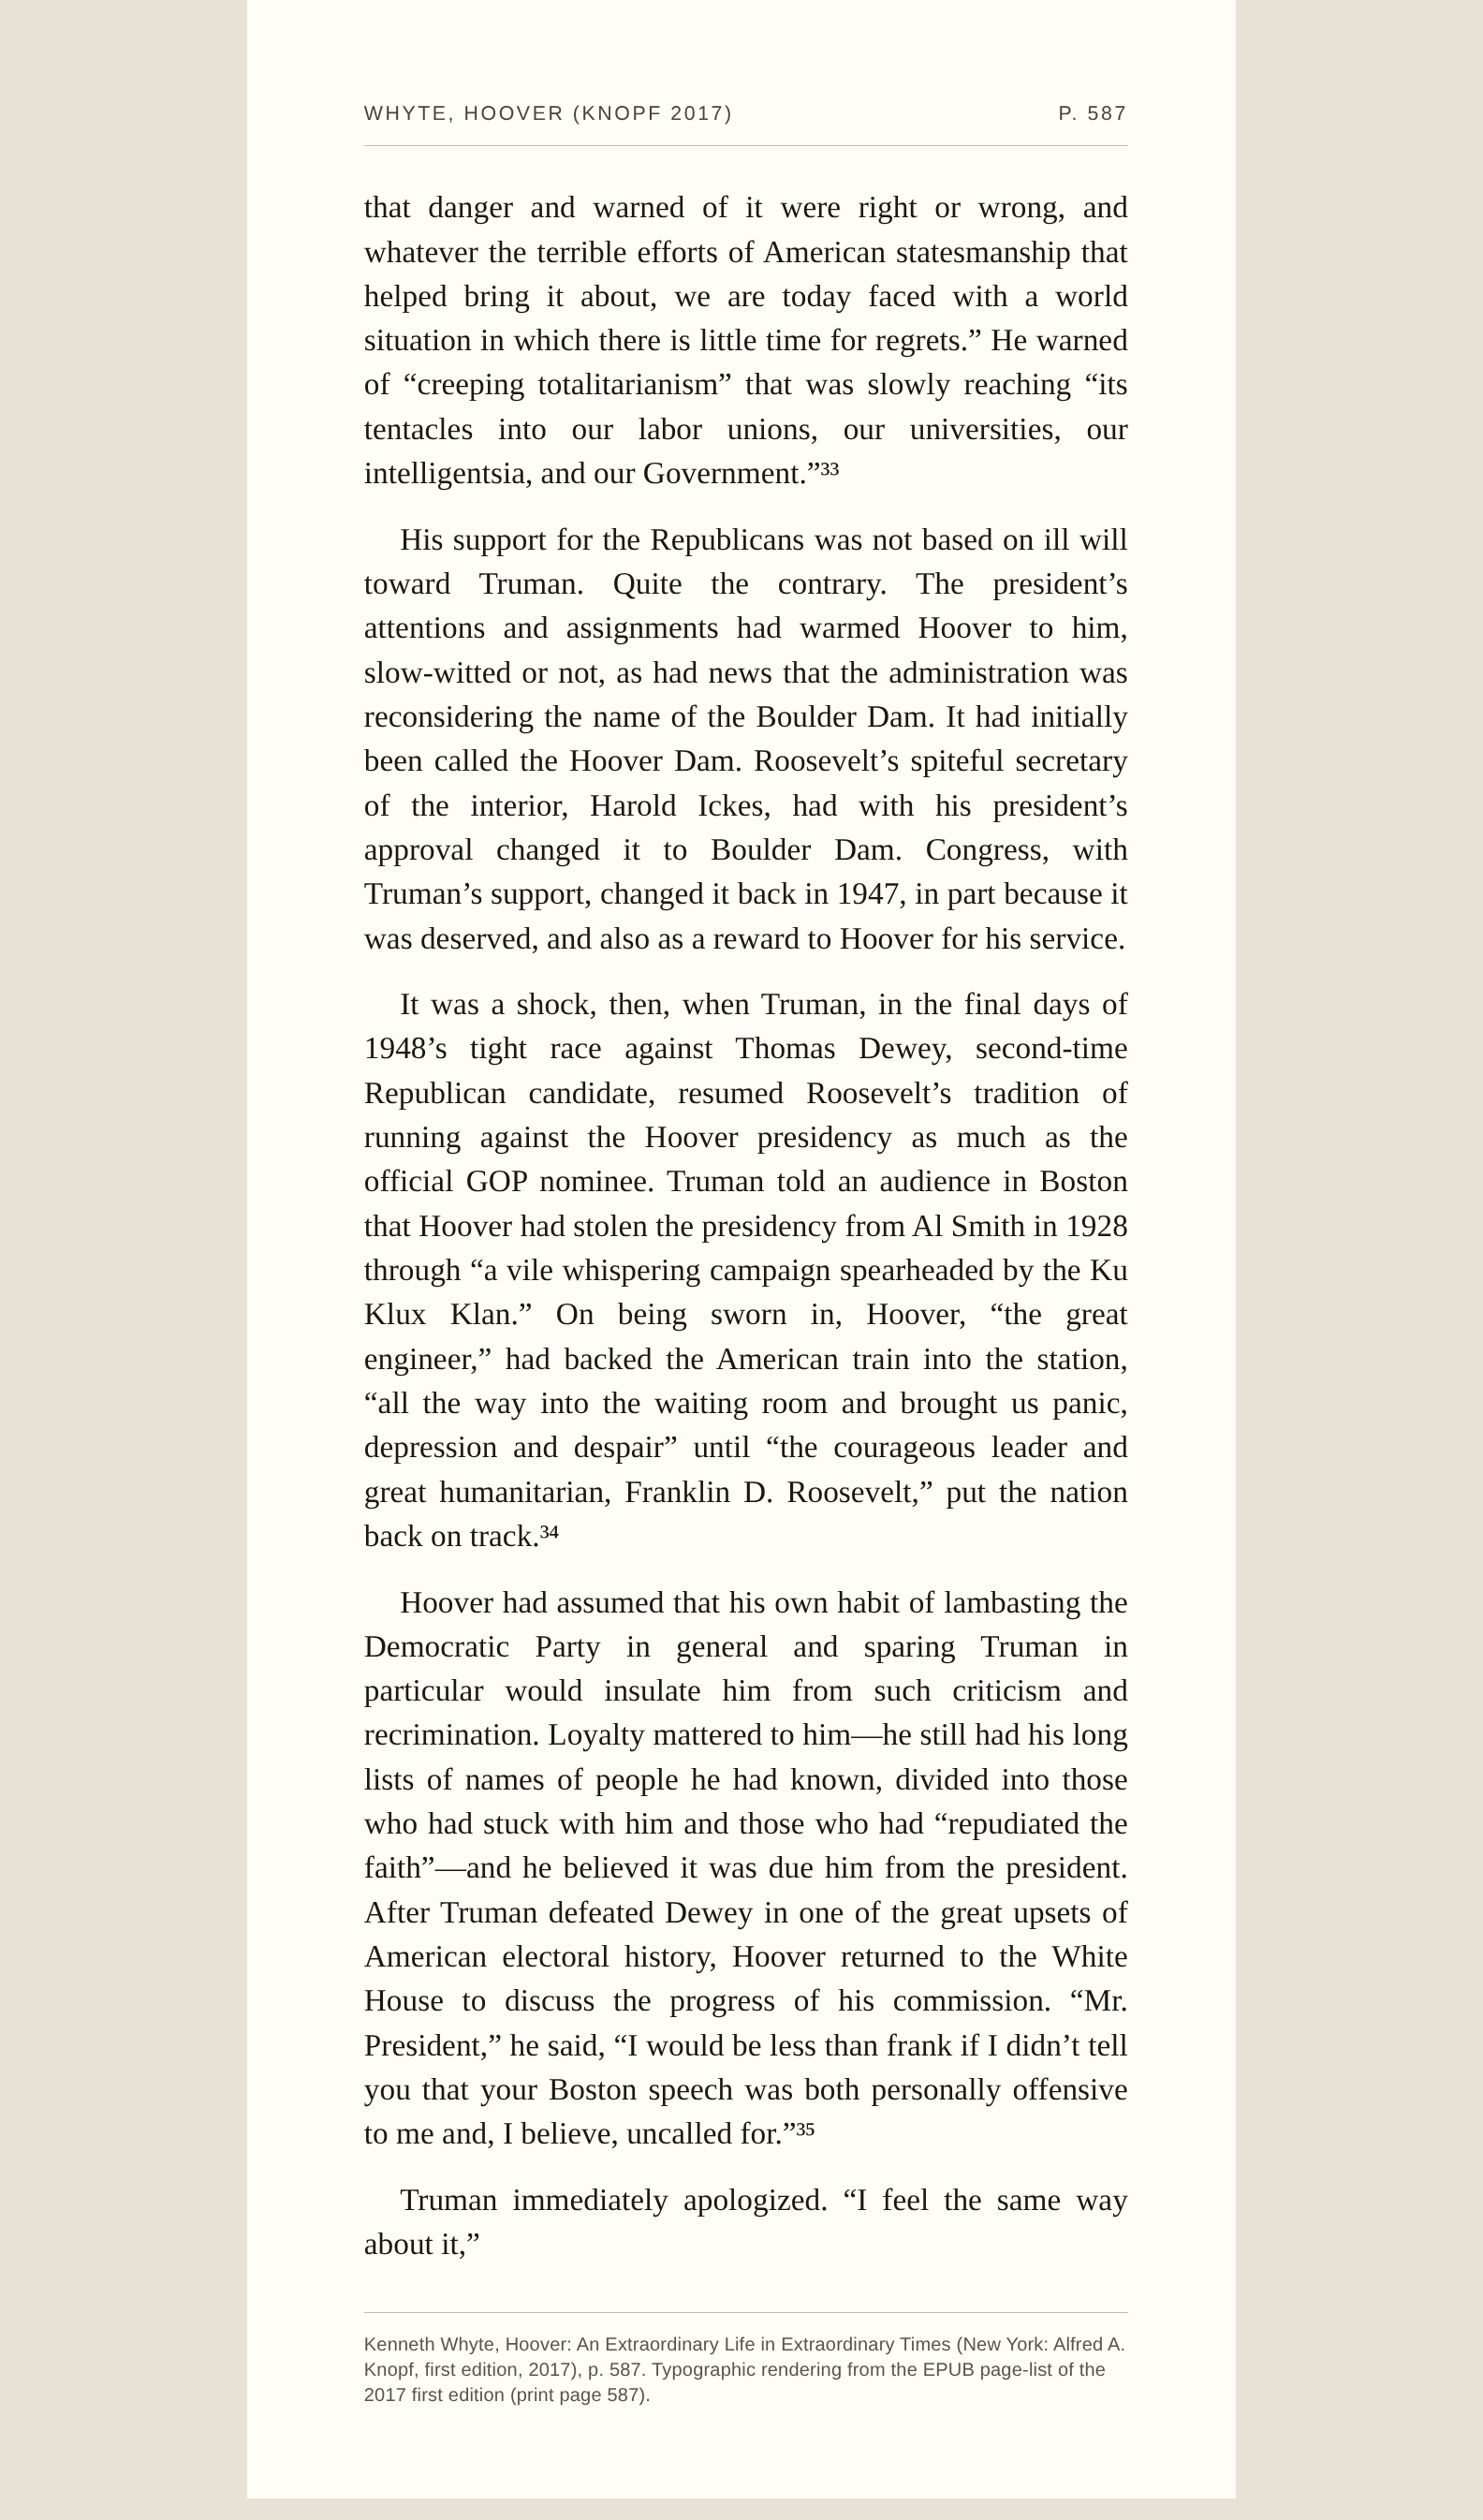 WHYTE, HOOVER (KNOPF 2017) P. 587
that danger and warned of it were right or wrong, and
whatever the terrible efforts of American statesmanship that
helped bring it about, we are today faced with a world
situation in which there is little time for regrets.” He warned
of “creeping totalitarianism” that was slowly reaching “its
tentacles into our labor unions, our universities, our
intelligentsia, and our Government.”³³
His support for the Republicans was not based on ill will
toward Truman. Quite the contrary. The president’s
attentions and assignments had warmed Hoover to him,
slow-witted or not, as had news that the administration was
reconsidering the name of the Boulder Dam. It had initially
been called the Hoover Dam. Roosevelt’s spiteful secretary
of the interior, Harold Ickes, had with his president’s
approval changed it to Boulder Dam. Congress, with
Truman’s support, changed it back in 1947, in part because it
was deserved, and also as a reward to Hoover for his service.
It was a shock, then, when Truman, in the final days of
1948’s tight race against Thomas Dewey, second-time
Republican candidate, resumed Roosevelt’s tradition of
running against the Hoover presidency as much as the
official GOP nominee. Truman told an audience in Boston
that Hoover had stolen the presidency from Al Smith in 1928
through “a vile whispering campaign spearheaded by the Ku
Klux Klan.” On being sworn in, Hoover, “the great
engineer,” had backed the American train into the station,
“all the way into the waiting room and brought us panic,
depression and despair” until “the courageous leader and
great humanitarian, Franklin D. Roosevelt,” put the nation
back on track.³⁴
Hoover had assumed that his own habit of lambasting the
Democratic Party in general and sparing Truman in
particular would insulate him from such criticism and
recrimination. Loyalty mattered to him—he still had his long
lists of names of people he had known, divided into those
who had stuck with him and those who had “repudiated the
faith”—and he believed it was due him from the president.
After Truman defeated Dewey in one of the great upsets of
American electoral history, Hoover returned to the White
House to discuss the progress of his commission. “Mr.
President,” he said, “I would be less than frank if I didn’t tell
you that your Boston speech was both personally offensive
to me and, I believe, uncalled for.”³⁵
Truman immediately apologized. “I feel the same way
about it,”
Kenneth Whyte, Hoover: An Extraordinary Life in Extraordinary Times (New York: Alfred A.
Knopf, first edition, 2017), p. 587. Typographic rendering from the EPUB page-list of the
2017 first edition (print page 587).